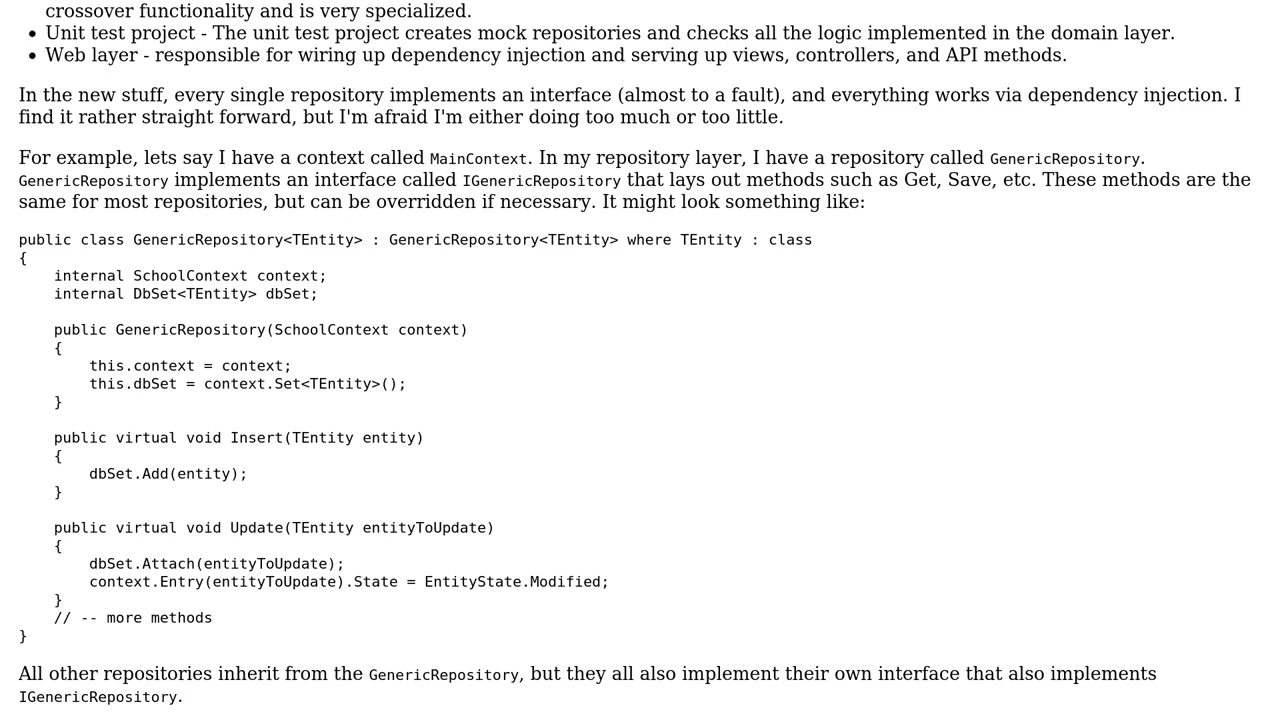 crossover functionality and is very specialized.
• Unit test project - The unit test project creates mock repositories and checks all the logic implemented in the domain layer.
• Web layer - responsible for wiring up dependency injection and serving up views, controllers, and API methods.
In the new stuff, every single repository implements an interface (almost to a fault), and everything works via dependency injection. I
find it rather straight forward, but I'm afraid I'm either doing too much or too little.
For example, lets say I have a context called MainContext. In my repository layer, I have a repository called GenericRepository.
GenericRepository implements an interface called IGenericRepository that lays out methods such as Get, Save, etc. These methods are the
same for most repositories, but can be overridden if necessary. It might look something like:
public class GenericRepository<TEntity> : GenericRepository<TEntity> where TEntity : class
{
    internal SchoolContext context;
    internal DbSet<TEntity> dbSet;

    public GenericRepository(SchoolContext context)
    {
        this.context = context;
        this.dbSet = context.Set<TEntity>();
    }

    public virtual void Insert(TEntity entity)
    {
        dbSet.Add(entity);
    }

    public virtual void Update(TEntity entityToUpdate)
    {
        dbSet.Attach(entityToUpdate);
        context.Entry(entityToUpdate).State = EntityState.Modified;
    }
    // -- more methods
}
All other repositories inherit from the GenericRepository, but they all also implement their own interface that also implements
IGenericRepository.